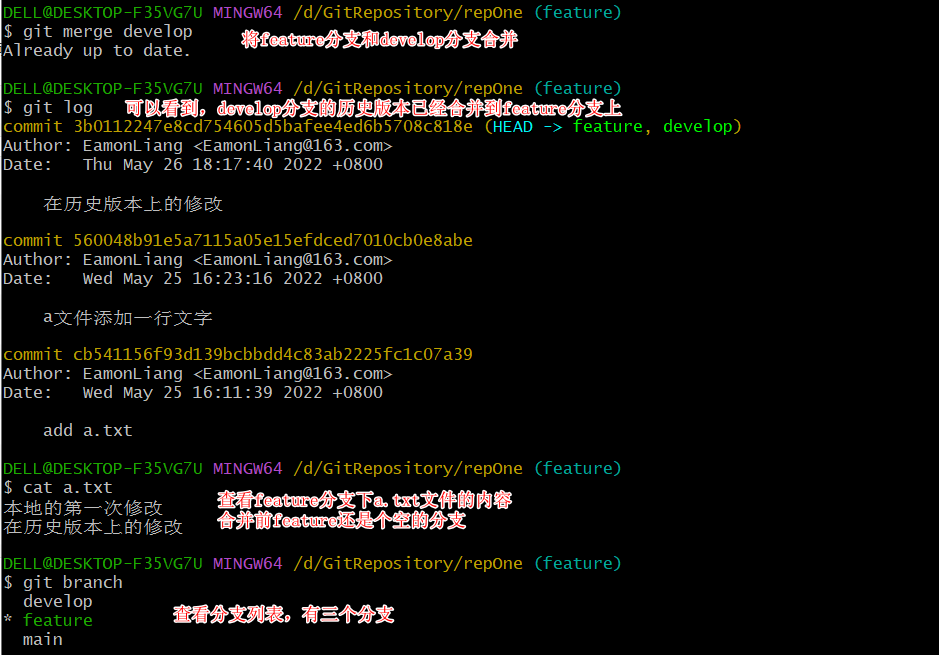 DELL@DESKTOP-F35VG7U MINGW64 /d/GitRepository/repOne (feature)
$ git merge develop
将feature分支和develop分支合并
Already up to date.
DELL@DESKTOP-F35VG7U MINGW64 /d/GitRepository/repOne (feature)
$ git log 可以看到，develop分支的历史版本已经合并到feature分支上
commit 3b0112247e8cd754605d5bafee4ed6b5708c818e (HEAD -> feature, develop)
Author: EamonLiang <EamonLiang@163.com>
Date:   Thu May 26 18:17:40 2022 +0800
在历史版本上的修改
commit 560048b91e5a7115a05e15efdced7010cb0e8abe
Author: EamonLiang <EamonLiang@163.com>
Date:   Wed May 25 16:23:16 2022 +0800
a文件添加一行文字
commit cb541156f93d139bcbbdd4c83ab2225fc1c07a39
Author: EamonLiang <EamonLiang@163.com>
Date:   Wed May 25 16:11:39 2022 +0800
add a.txt
DELL@DESKTOP-F35VG7U MINGW64 /d/GitRepository/repOne (feature)
$ cat a.txt
查看feature分支下a.txt文件的内容
本地的第一次修改
合并前feature还是个空的分支
在历史版本上的修改
DELL@DESKTOP-F35VG7U MINGW64 /d/GitRepository/repOne (feature)
$ git branch
develop
* feature 查看分支列表，有三个分支
main